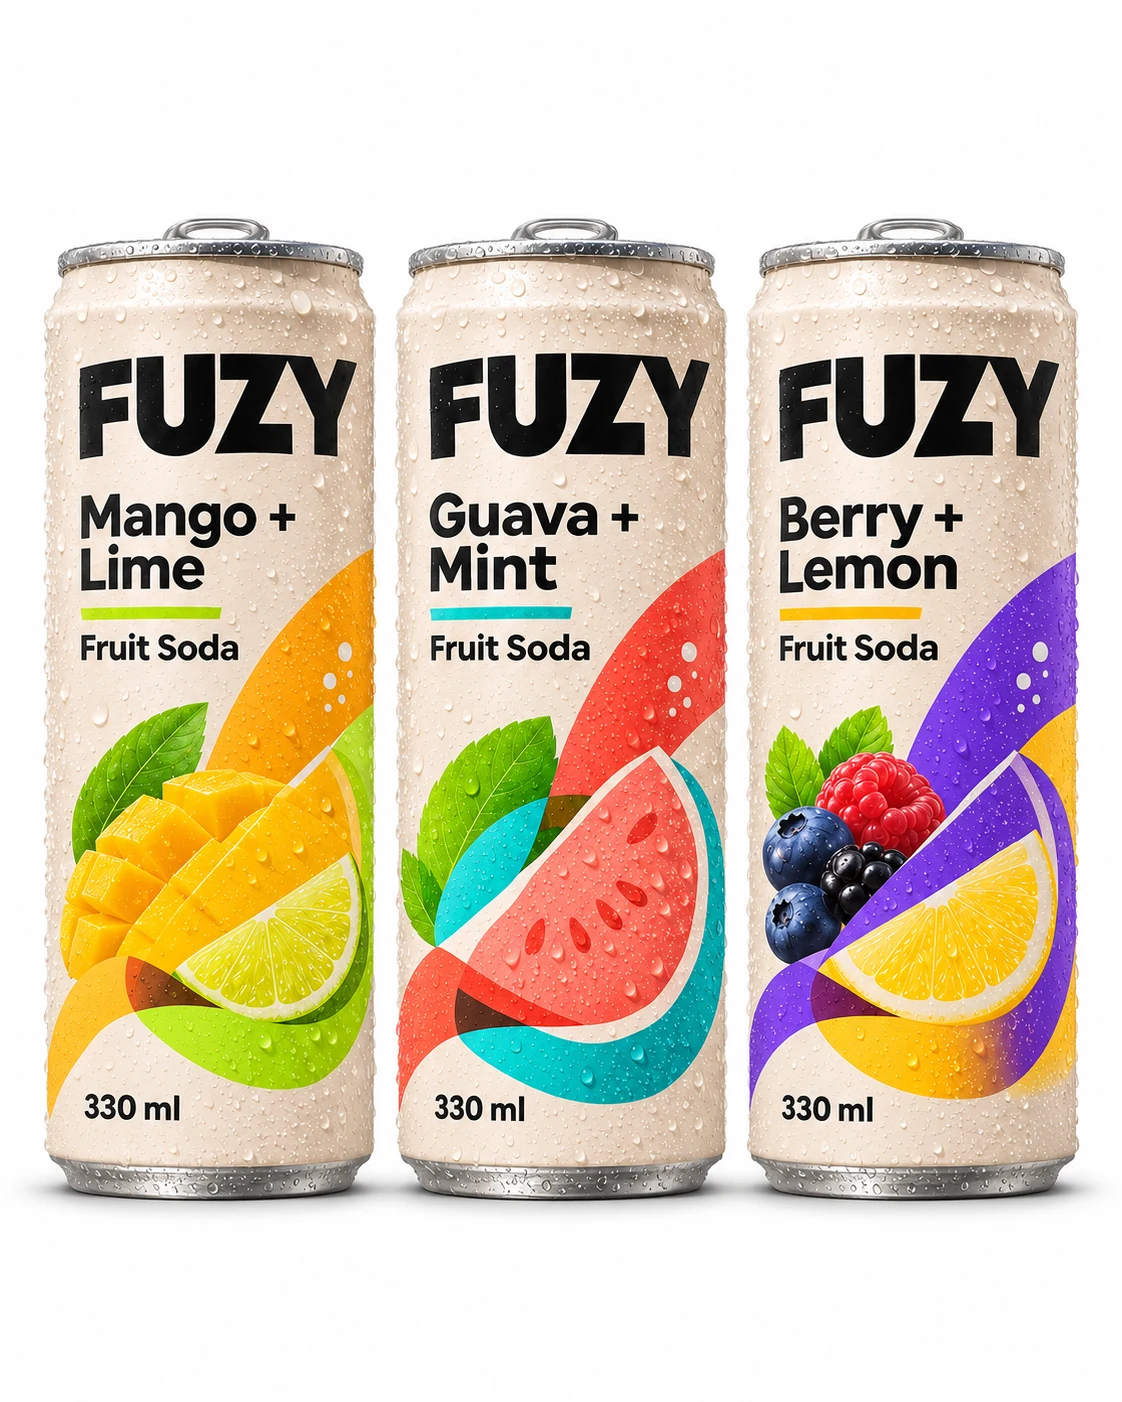 FUZY
Mango +
Lime
Fruit Soda
330 ml
FUZY
Guava +
Mint
Fruit Soda
330 ml
FUZY
Berry +
Lemon
Fruit Soda
330 ml